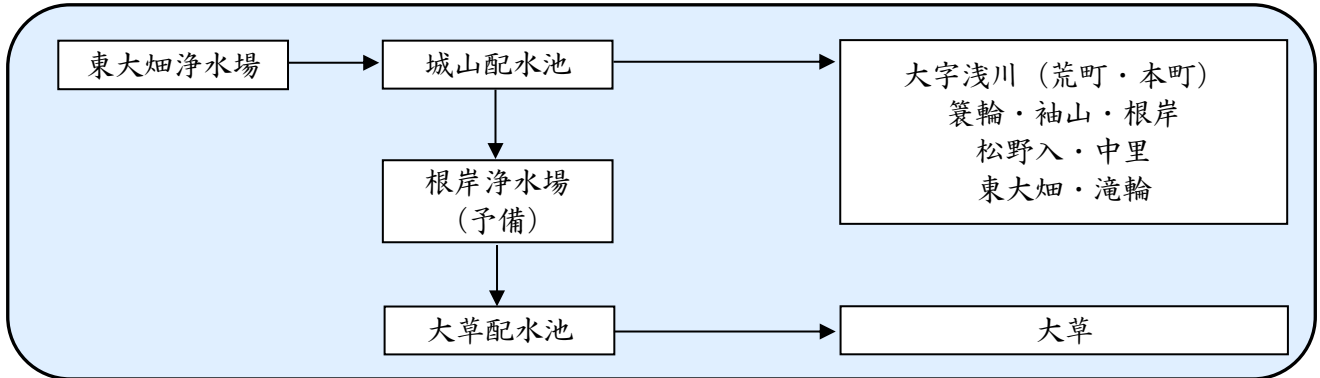 東大畑浄水場
城山配水池
大字浅川（荒町・本町）
簑輪・袖山・根岸
松野入・中里
東大畑・滝輪
根岸浄水場
（予備）
大草配水池
大草